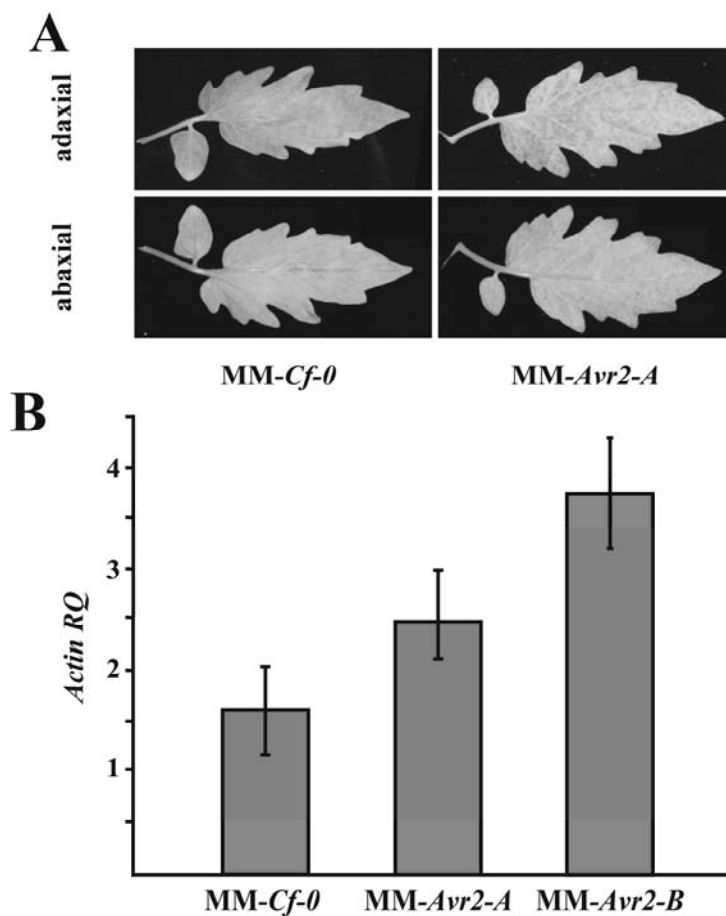 A
adaxial
abaxial
MM-Cf-0 MM-Avr2-A
B
4
3
2
1
Actin RQ
MM-Cf-0 MM-Avr2-A MM-Avr2-B